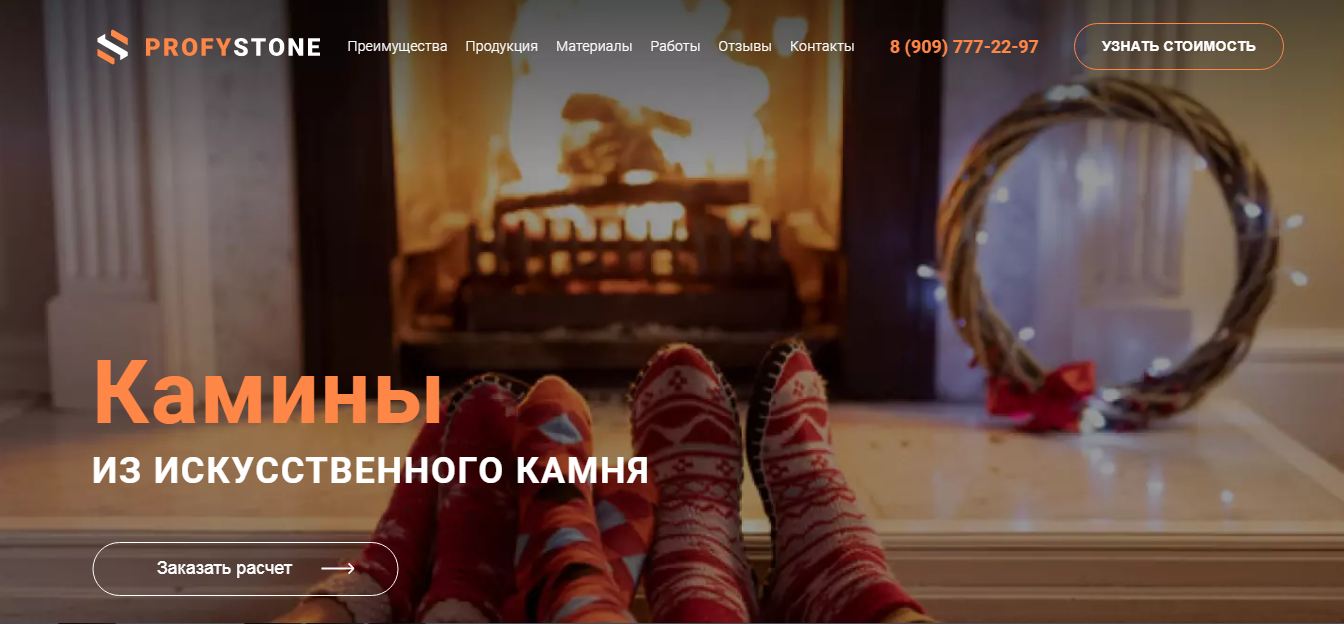 PROFYSTONE
Преимущества Продукция Материалы Работы Отзывы Контакты
8 (909) 777-22-97
УЗНАТЬ СТОИМОСТЬ
Камины
ИЗ ИСКУССТВЕННОГО КАМНЯ
Заказать расчет